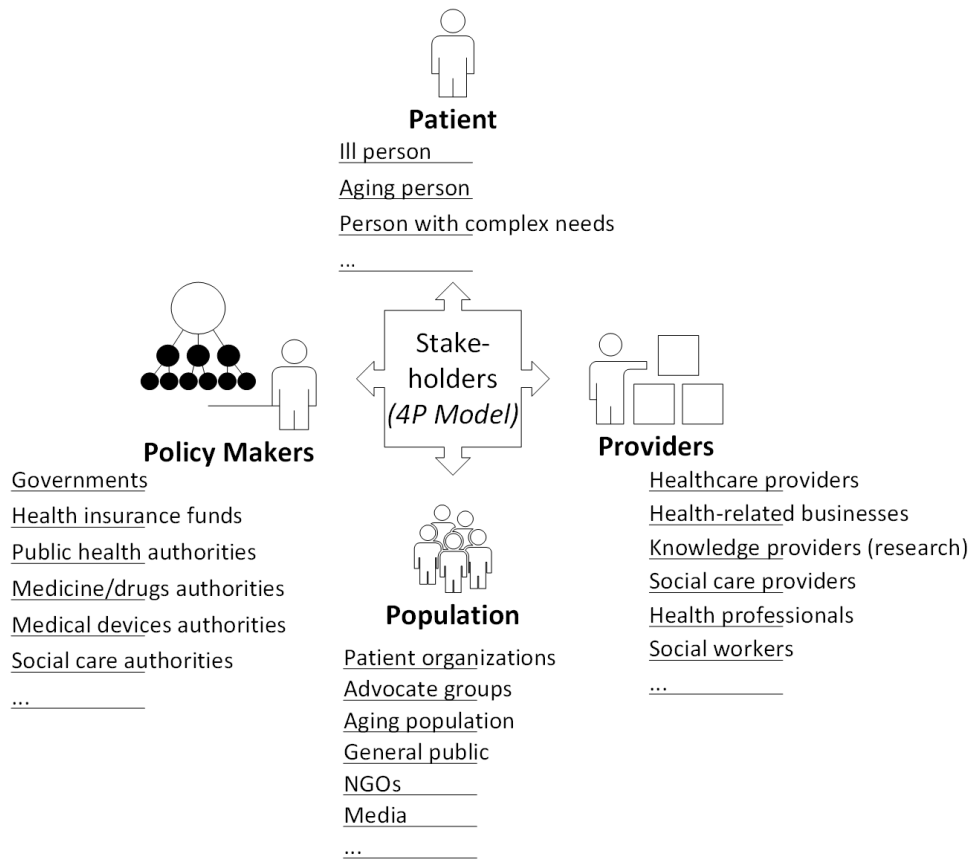 Patient
Ill person
Aging person
Person with complex needs
...
Stake-
holders
(4P Model)
Policy Makers
Governments
Health insurance funds
Public health authorities
Medicine/drugs authorities
Medical devices authorities
Social care authorities
...
Providers
Healthcare providers
Health-related businesses
Knowledge providers (research)
Social care providers
Health professionals
Social workers
...
Population
Patient organizations
Advocate groups
Aging population
General public
NGOs
Media
...